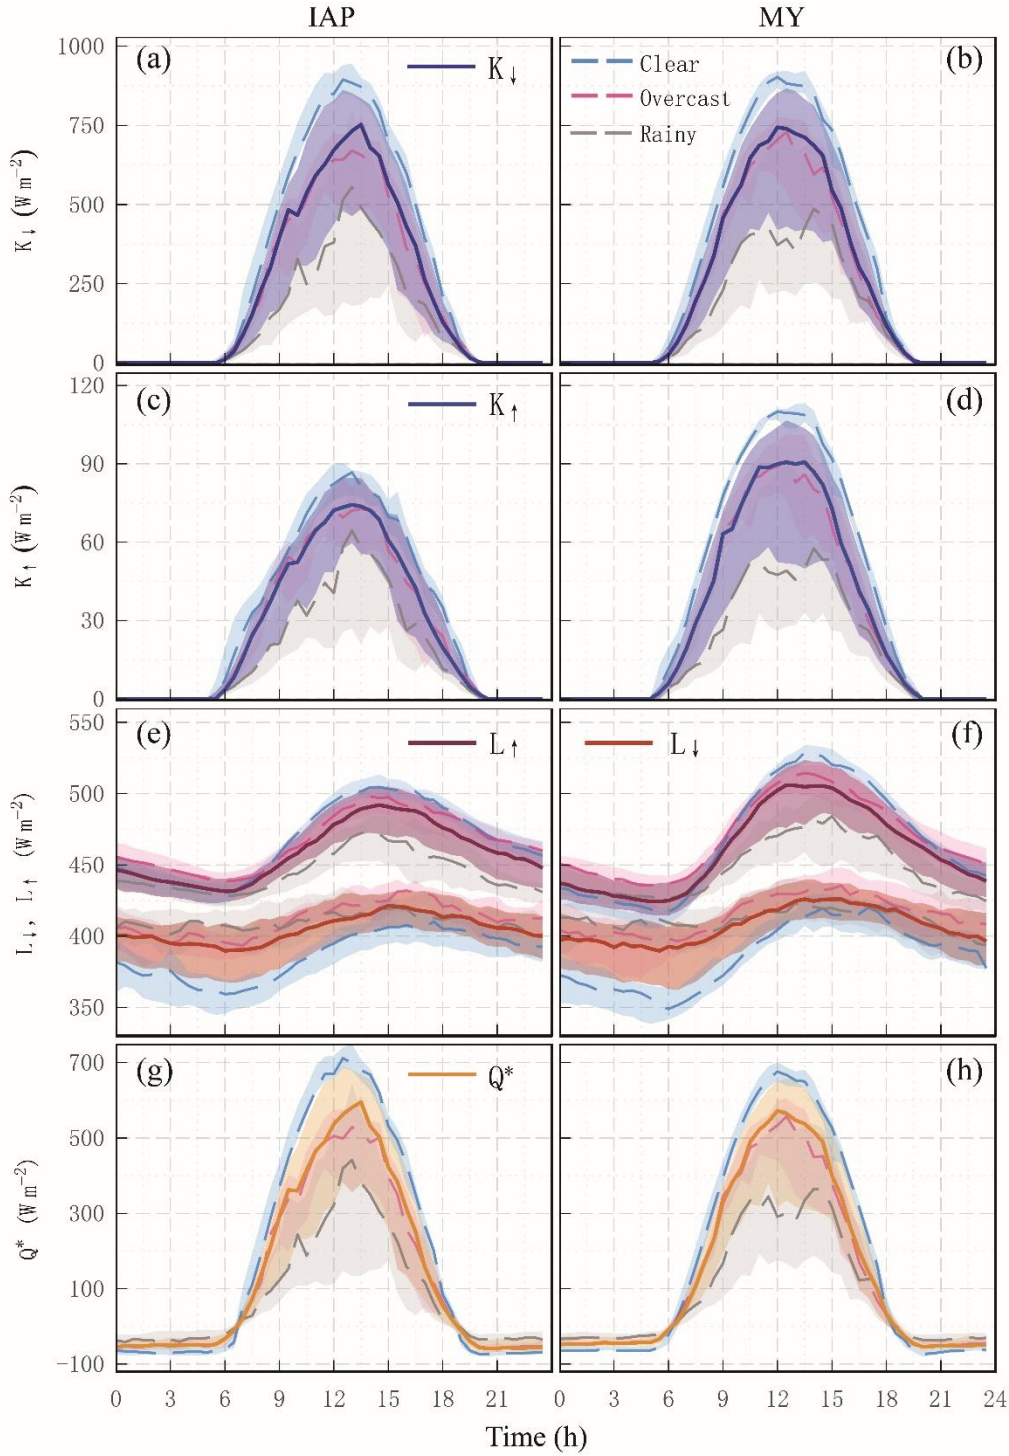 IAP MY
(a) K↓ (b)
Clear
Overcast
Rainy
1000
750
500
250
0
K↓ (W m⁻²)
(c) K↑ (d)
120
90
60
30
0
K↑ (W m⁻²)
(e) L↑ L↓ (f)
550
500
450
400
350
L↓, L↑ (W m⁻²)
(g) Q* (h)
700
500
300
100
-100
Q* (W m⁻²)
0 3 6 9 12 15 18 21 0 3 6 9 12 15 18 21 24
Time (h)